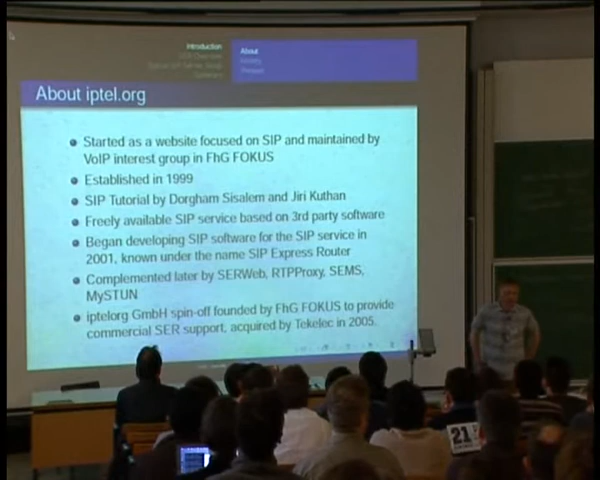 Introduction
About
History
Present
About iptel.org
Started as a website focused on SIP and maintained by
VoIP interest group in FhG FOKUS
Established in 1999
SIP Tutorial by Dorgham Sisalem and Jiri Kuthan
Freely available SIP service based on 3rd party software
Began developing SIP software for the SIP service in
2001, known under the name SIP Express Router
Complemented later by SERWeb, RTPProxy, SEMS,
MySTUN
iptelorg GmbH spin-off founded by FhG FOKUS to provide
commercial SER support, acquired by Tekelec in 2005.
21